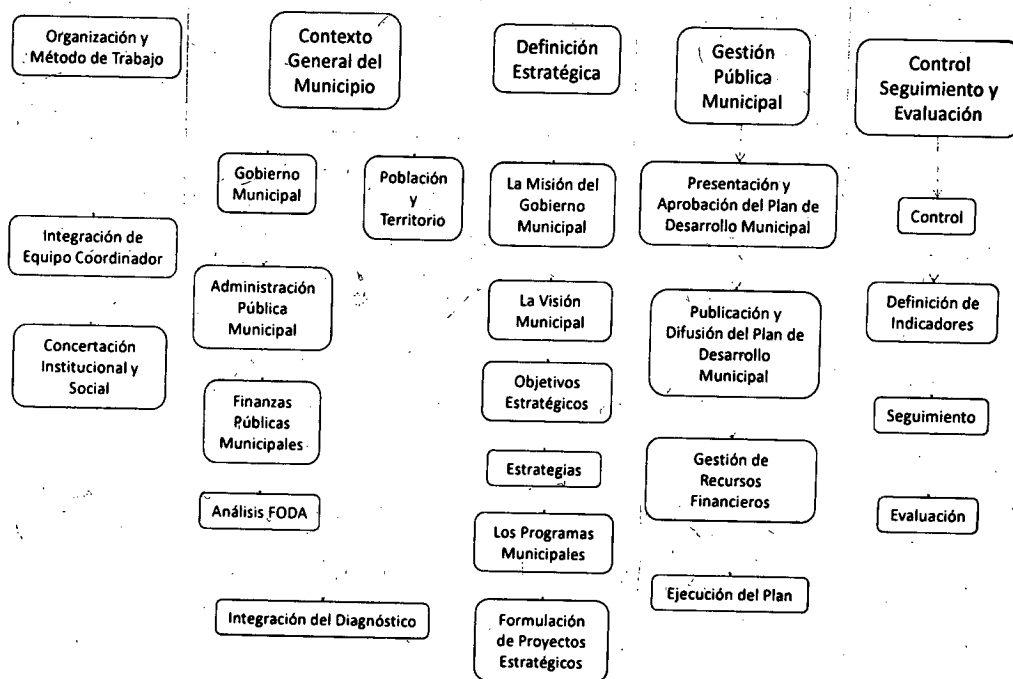 Organización y
Método de Trabajo
Integración de
Equipo Coordinador
Concertación
Institucional y
Social
Contexto
General del
Municipio
Gobierno
Municipal
Población
y
Territorio
Administración
Pública
Municipal
Finanzas
Públicas
Municipales
Análisis FODA
Integración del Diagnóstico
Definición
Estratégica
La Misión del
Gobierno
Municipal
La Visión
Municipal
Objetivos
Estratégicos
Estrategias
Los Programas
Municipales
Formulación
de Proyectos
Estratégicos
Gestión
Pública
Municipal
Presentación y
Aprobación del Plan de
Desarrollo Municipal
Publicación y
Difusión del Plan de
Desarrollo
Municipal
Gestión de
Recursos
Financieros
Ejecución del Plan
Control
Seguimiento y
Evaluación
Control
Definición de
Indicadores
Seguimiento
Evaluación